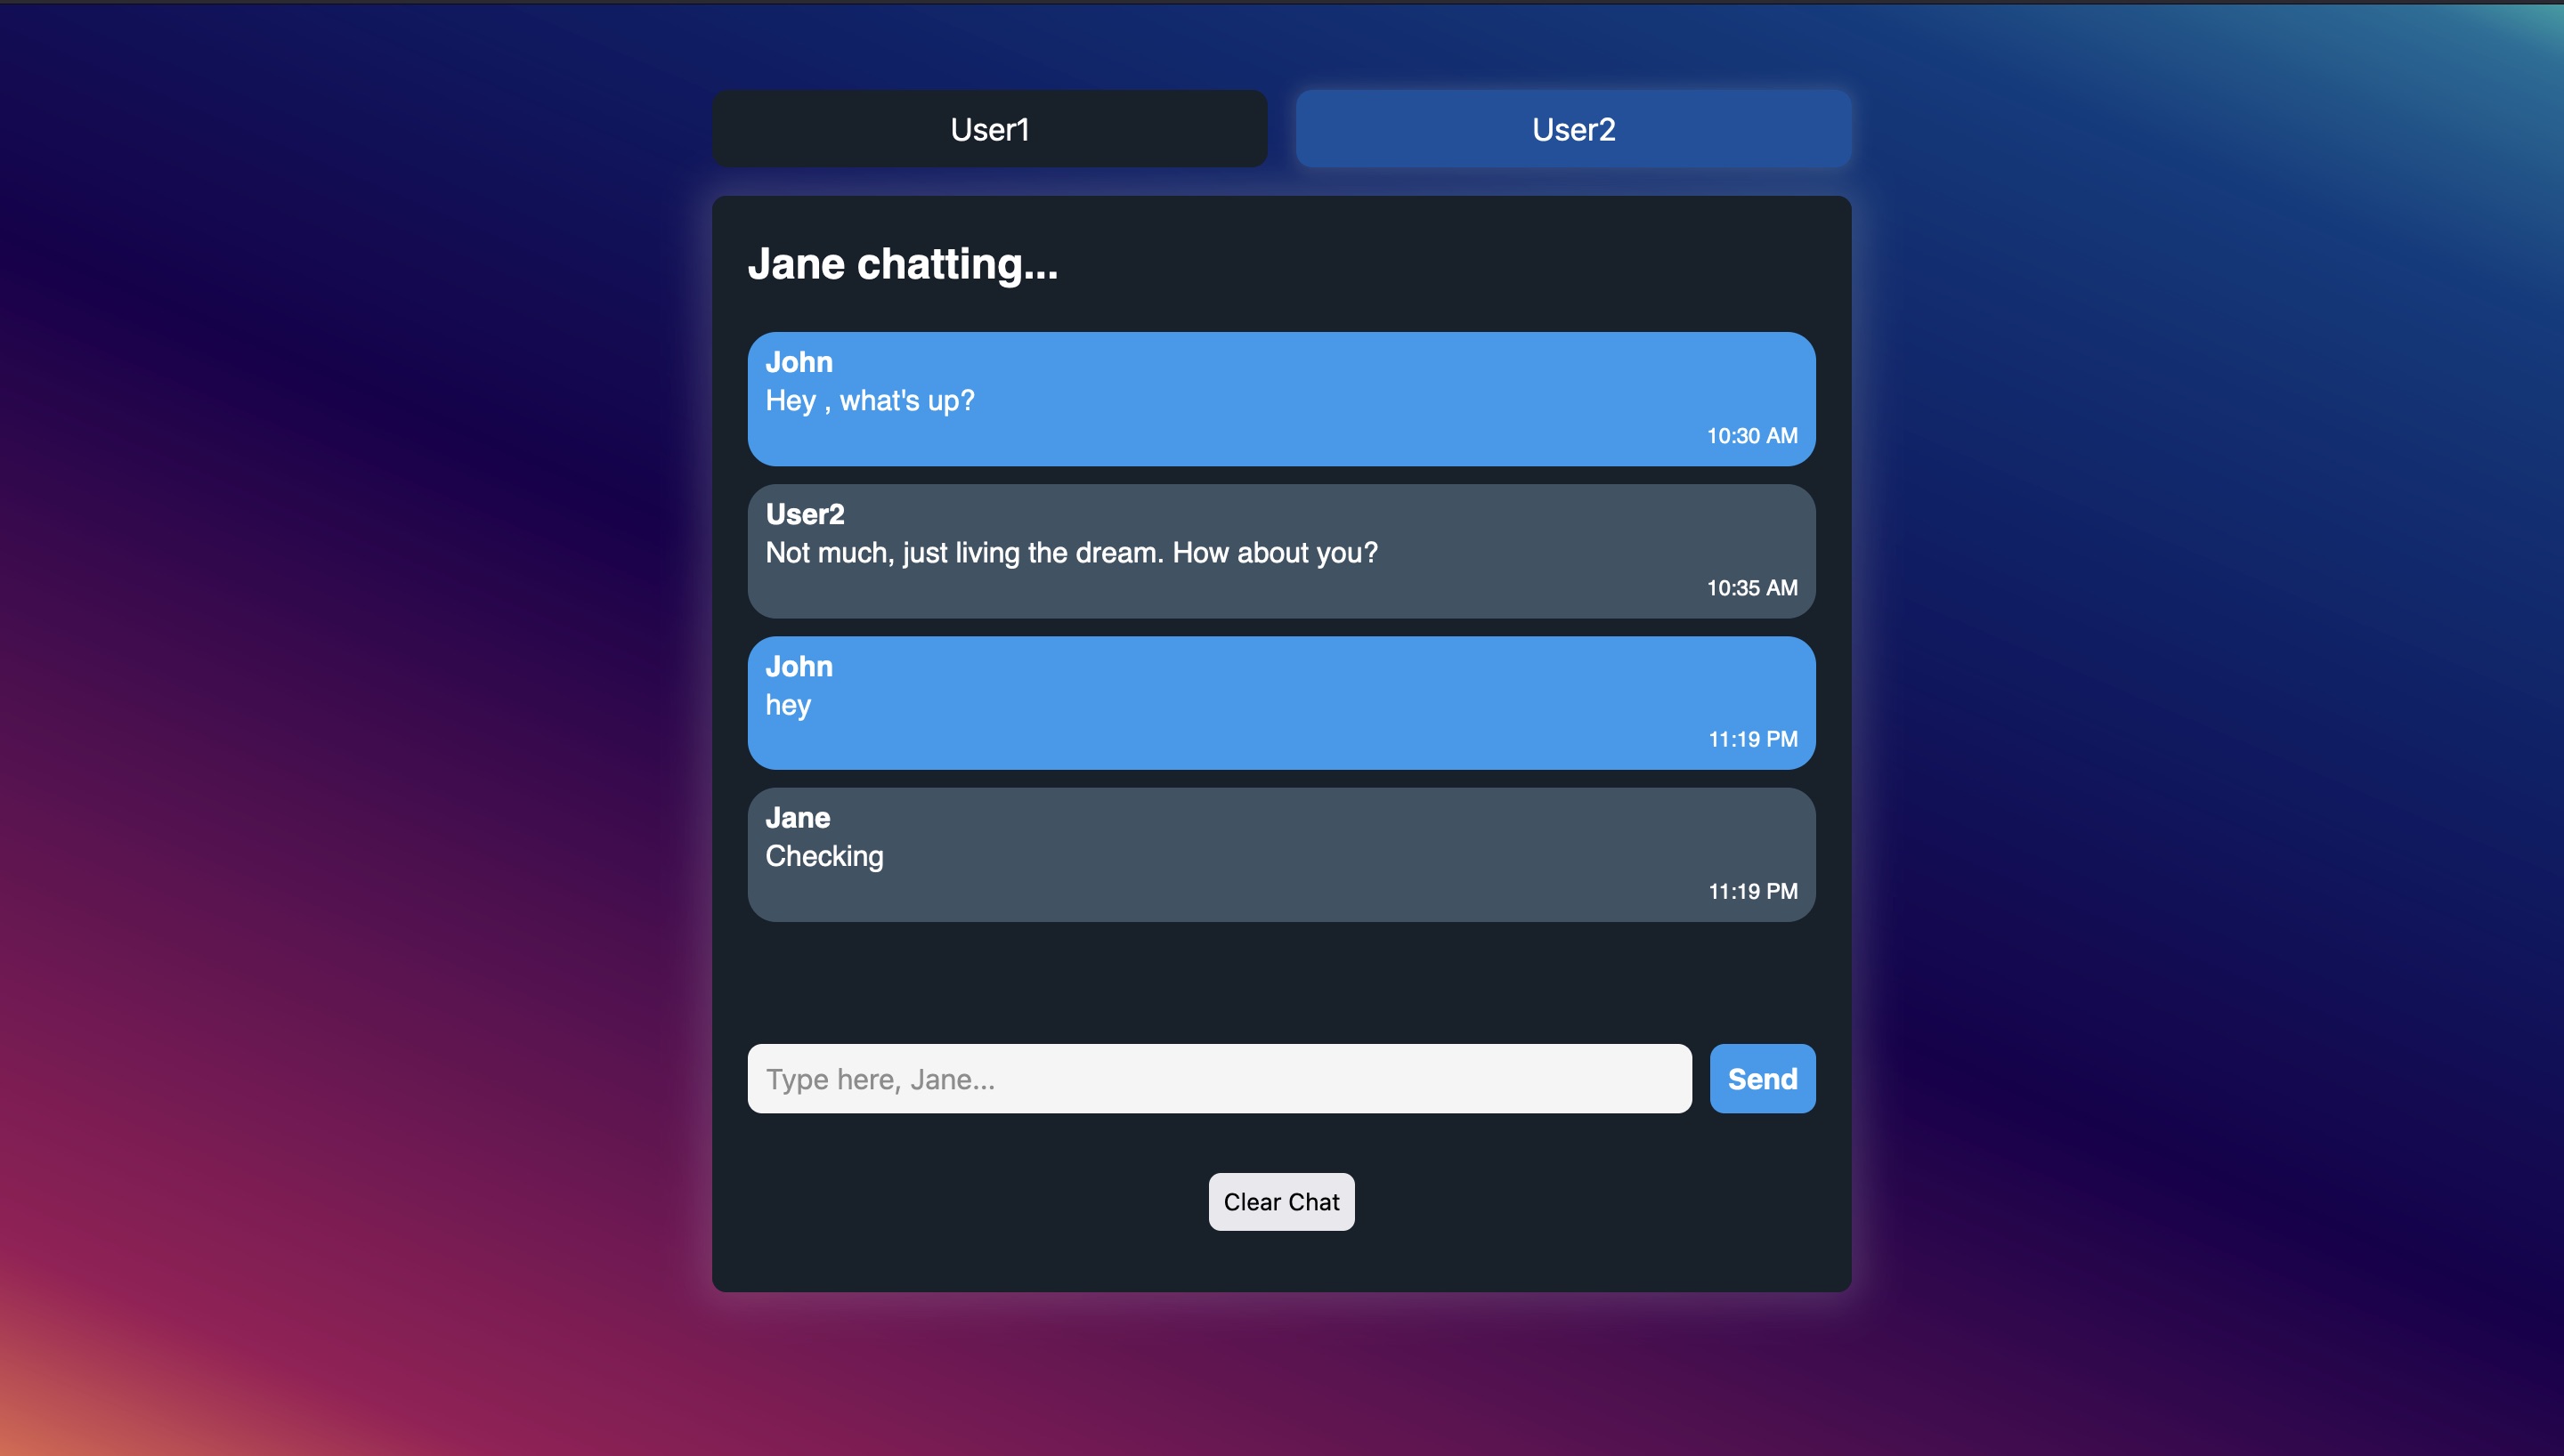 User1
User2
Jane chatting...
John
Hey , what's up?
10:30 AM
User2
Not much, just living the dream. How about you?
10:35 AM
John
hey
11:19 PM
Jane
Checking
11:19 PM
Type here, Jane...
Send
Clear Chat